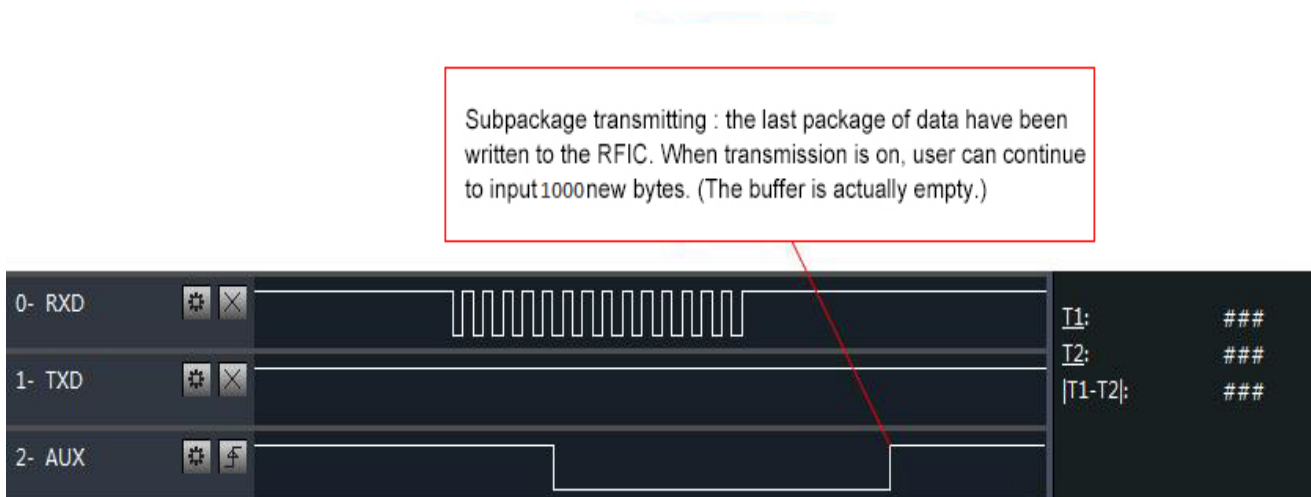 Subpackage transmitting : the last package of data have been
written to the RFIC. When transmission is on, user can continue
to input 1000 new bytes. (The buffer is actually empty.)
0- RXD
T1: ###
1- TXD
T2: ###
|T1-T2|: ###
2- AUX